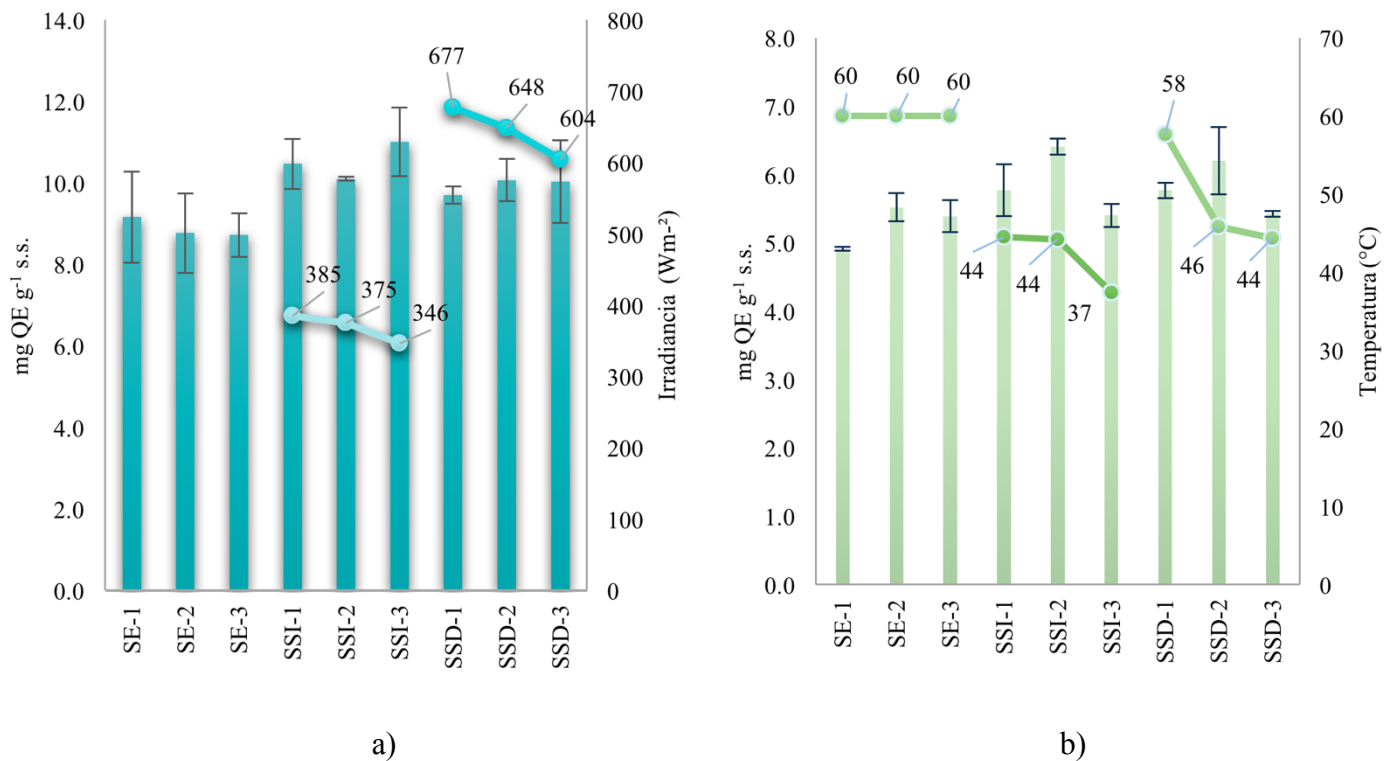 14.0
12.0
10.0
8.0
6.0
4.0
2.0
0.0
mg QE g⁻¹ s.s.
800
700
600
500
400
300
200
100
0
Irradiancia (Wm-²)
677
648
604
385
375
346
SE-1
SE-2
SE-3
SSI-1
SSI-2
SSI-3
SSD-1
SSD-2
SSD-3
a)
8.0
7.0
6.0
5.0
4.0
3.0
2.0
1.0
0.0
mg QE g⁻¹ s.s.
70
60
50
40
30
20
10
0
Temperatura (°C)
60
60
60
58
44
44
37
46
44
SE-1
SE-2
SE-3
SSI-1
SSI-2
SSI-3
SSD-1
SSD-2
SSD-3
b)